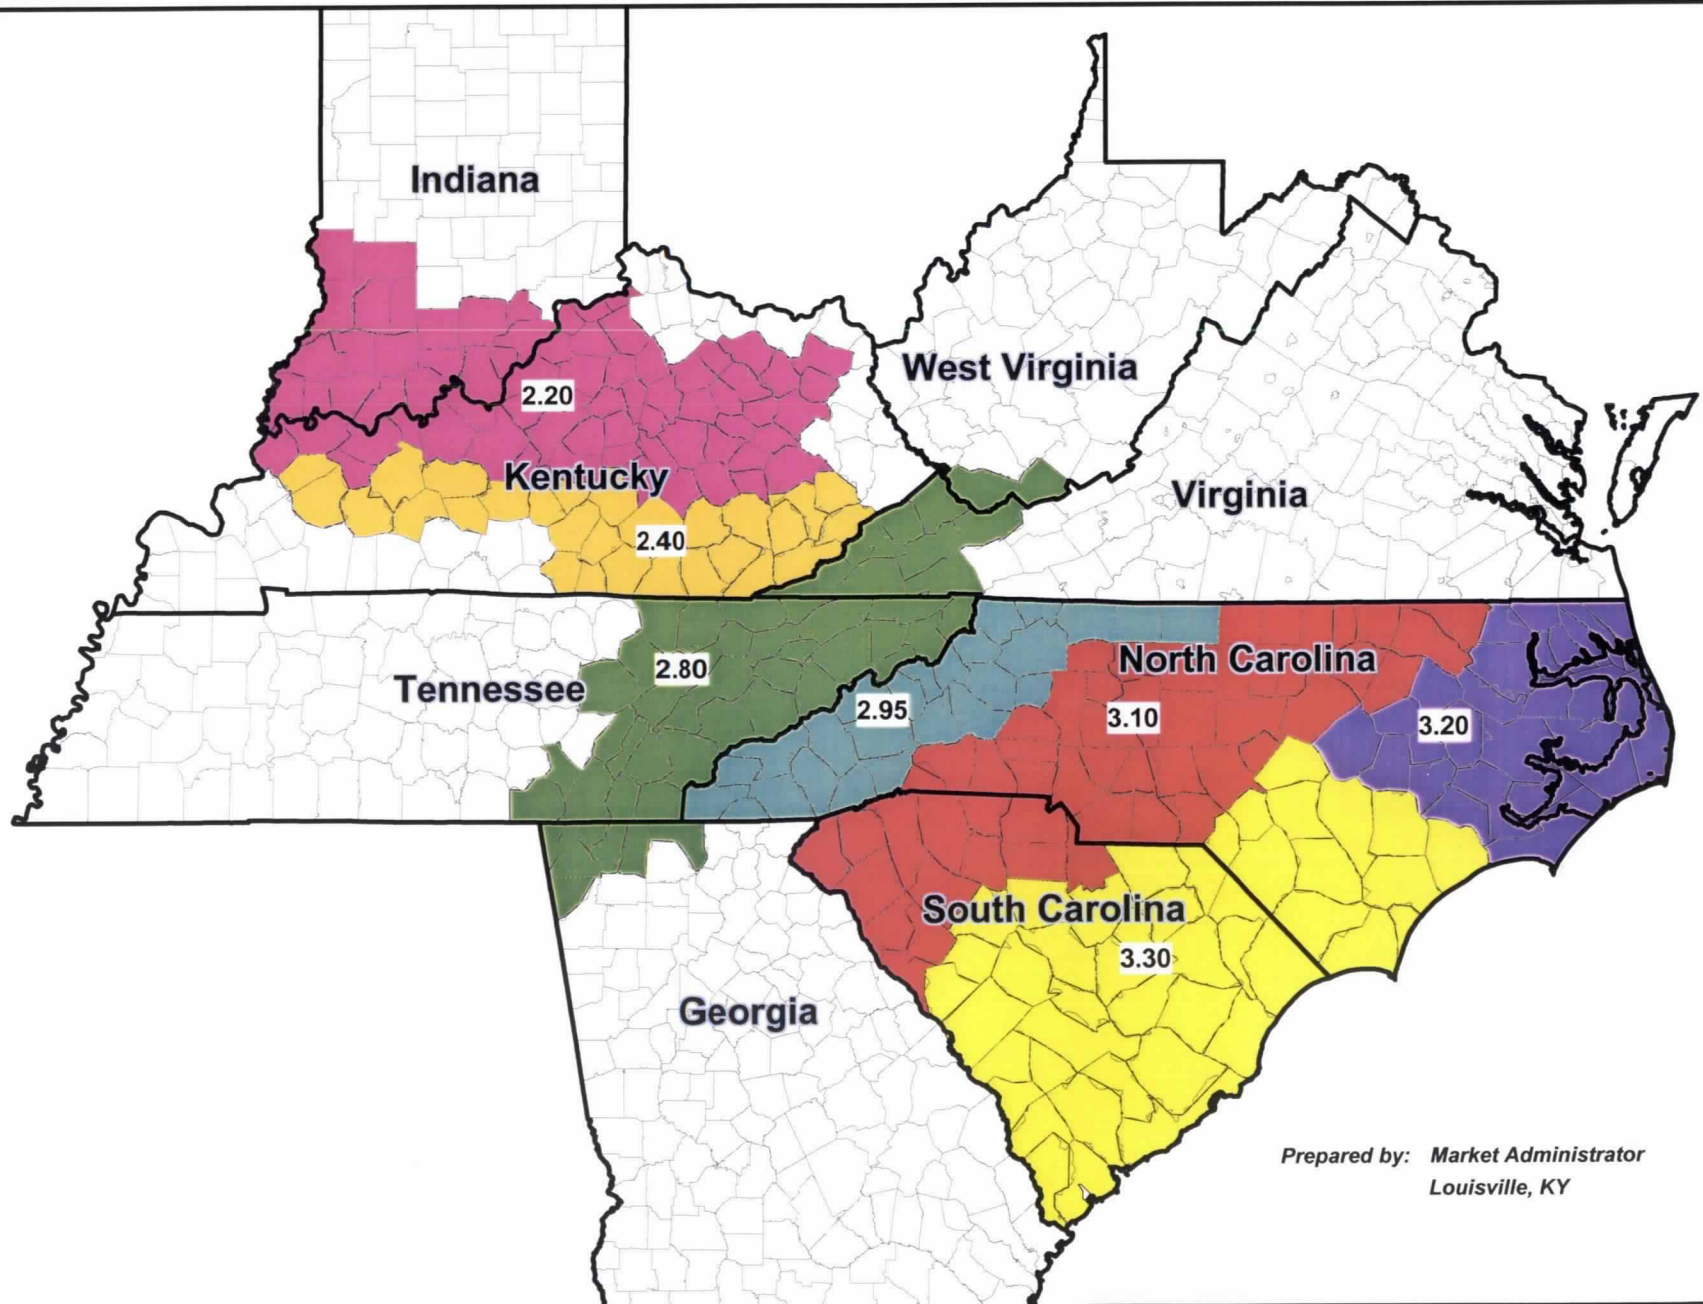 Indiana
West Virginia
2.20
Kentucky
Virginia
2.40
North Carolina
2.80
Tennessee
2.95
3.10
3.20
South Carolina
3.30
Georgia
Prepared by: Market Administrator
Louisville, KY